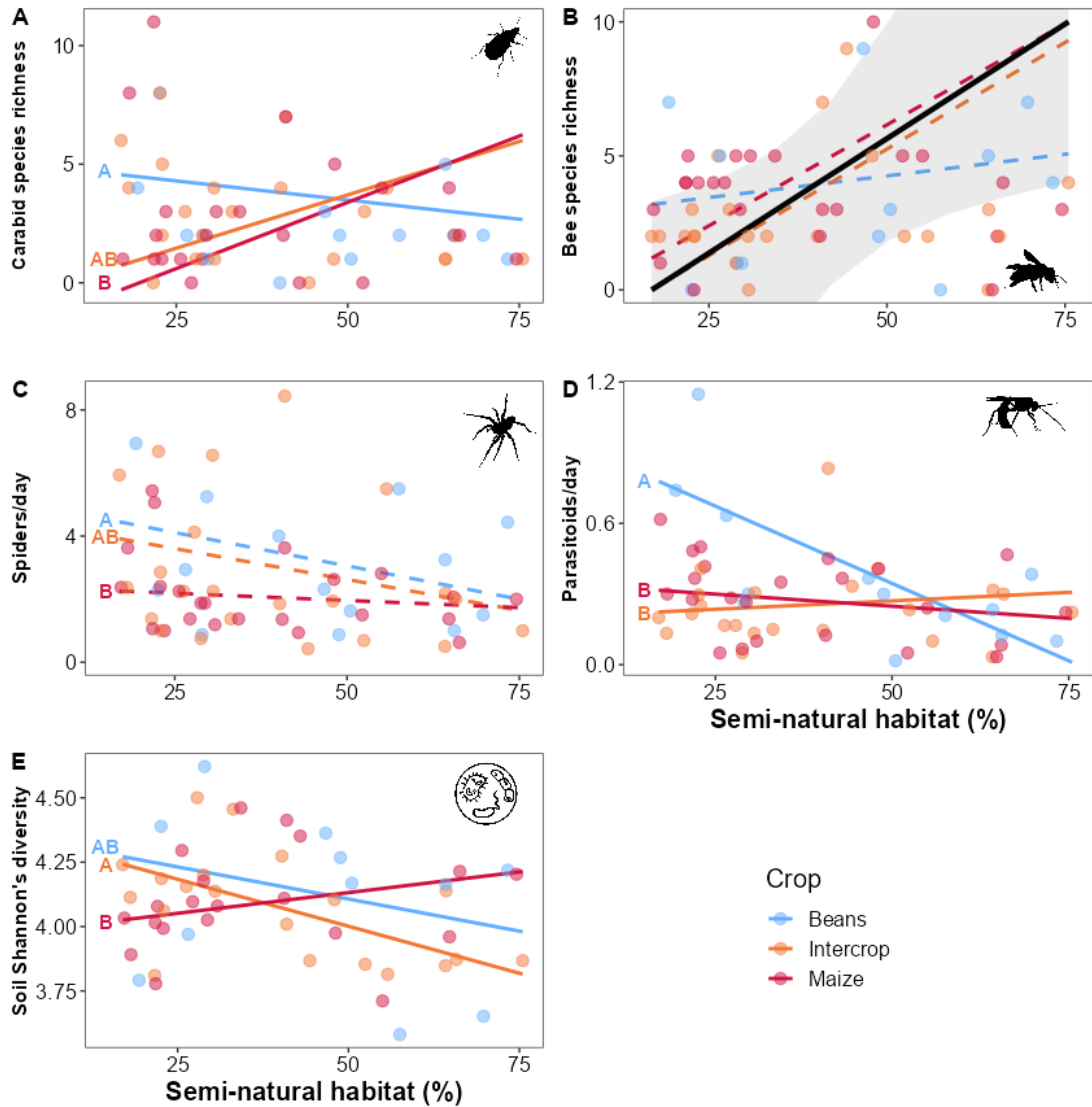 A
Carabid species richness
10
5
0
A
AB
B
25
50
75
B
Bee species richness
10
5
0
25
50
75
C
Spiders/day
8
4
0
A
AB
B
25
50
75
D
Parasitoids/day
1.2
0.6
0.0
A
B
B
25
50
75
Semi-natural habitat (%)
E
Soil Shannon's diversity
4.50
4.25
4.00
3.75
AB
A
B
25
50
75
Semi-natural habitat (%)
Crop
Beans
Intercrop
Maize